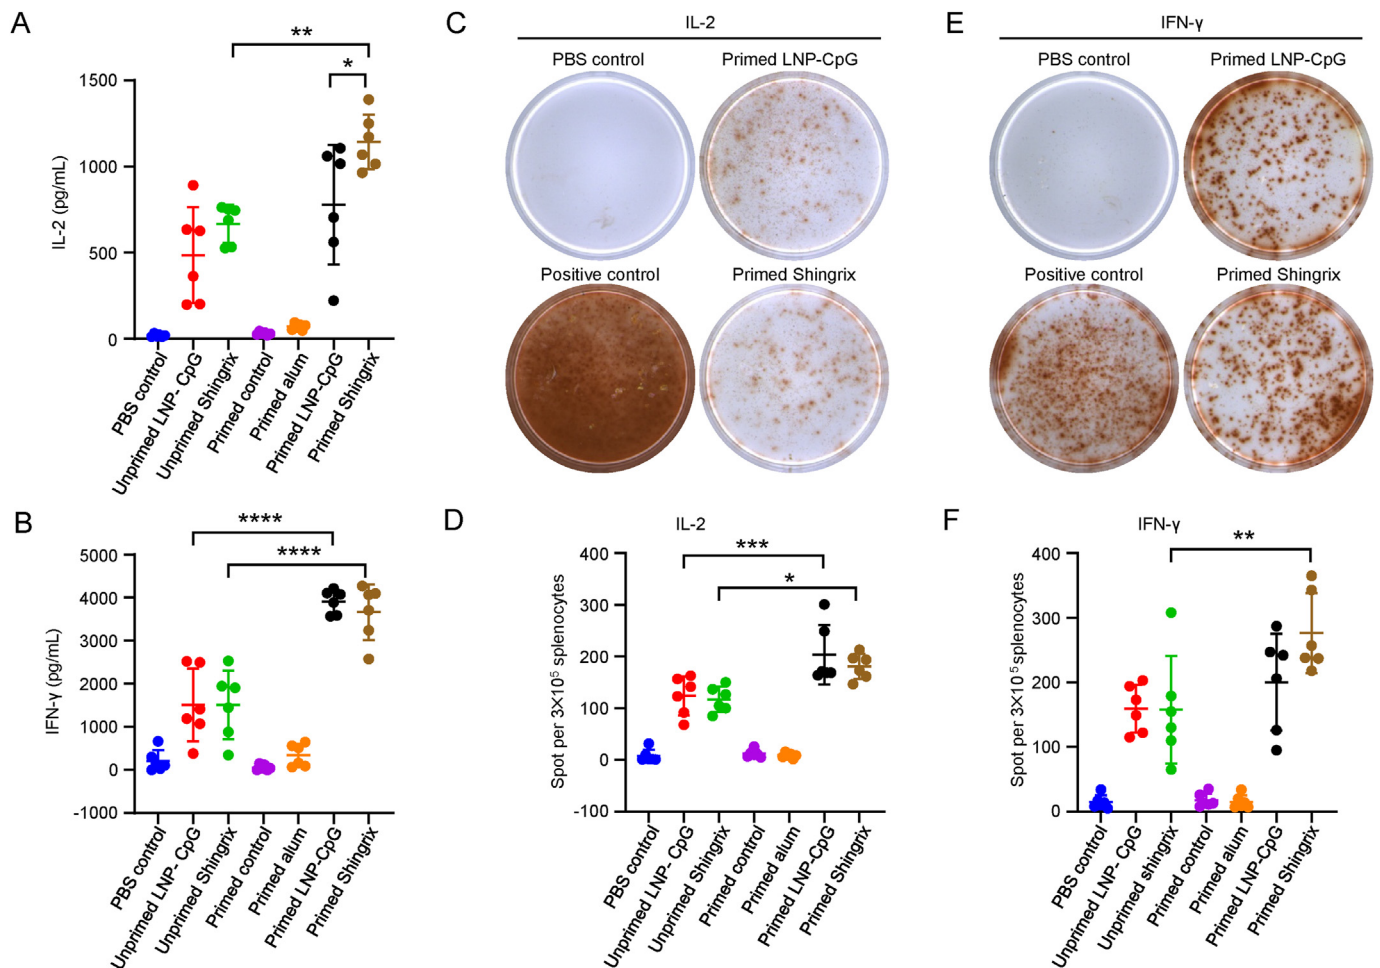 A
**
*
1500
1000
500
0
IL-2 (pg/mL)
PBS control
Unprimed LNP- CpG
Unprimed Shingrix
Primed control
Primed alum
Primed LNP-CpG
Primed Shingrix
B
****
****
5000
4000
3000
2000
1000
0
-1000
IFN-γ (pg/mL)
PBS control
Unprimed LNP- CpG
Unprimed Shingrix
Primed control
Primed alum
Primed LNP-CpG
Primed Shingrix
C
IL-2
PBS control
Primed LNP-CpG
Positive control
Primed Shingrix
D
IL-2
***
*
400
300
200
100
0
-100
Spot per 3×10⁵ splenocytes
PBS control
Unprimed LNP- CpG
Unprimed Shingrix
Primed control
Primed alum
Primed LNP-CpG
Primed Shingrix
E
IFN-γ
PBS control
Primed LNP-CpG
Positive control
Primed Shingrix
F
IFN-γ
**
400
300
200
100
0
Spot per 3×10⁵ splenocytes
PBS control
Unprimed LNP- CpG
Unprimed shingrix
Primed control
Primed alum
Primed LNP-CpG
Primed Shingrix